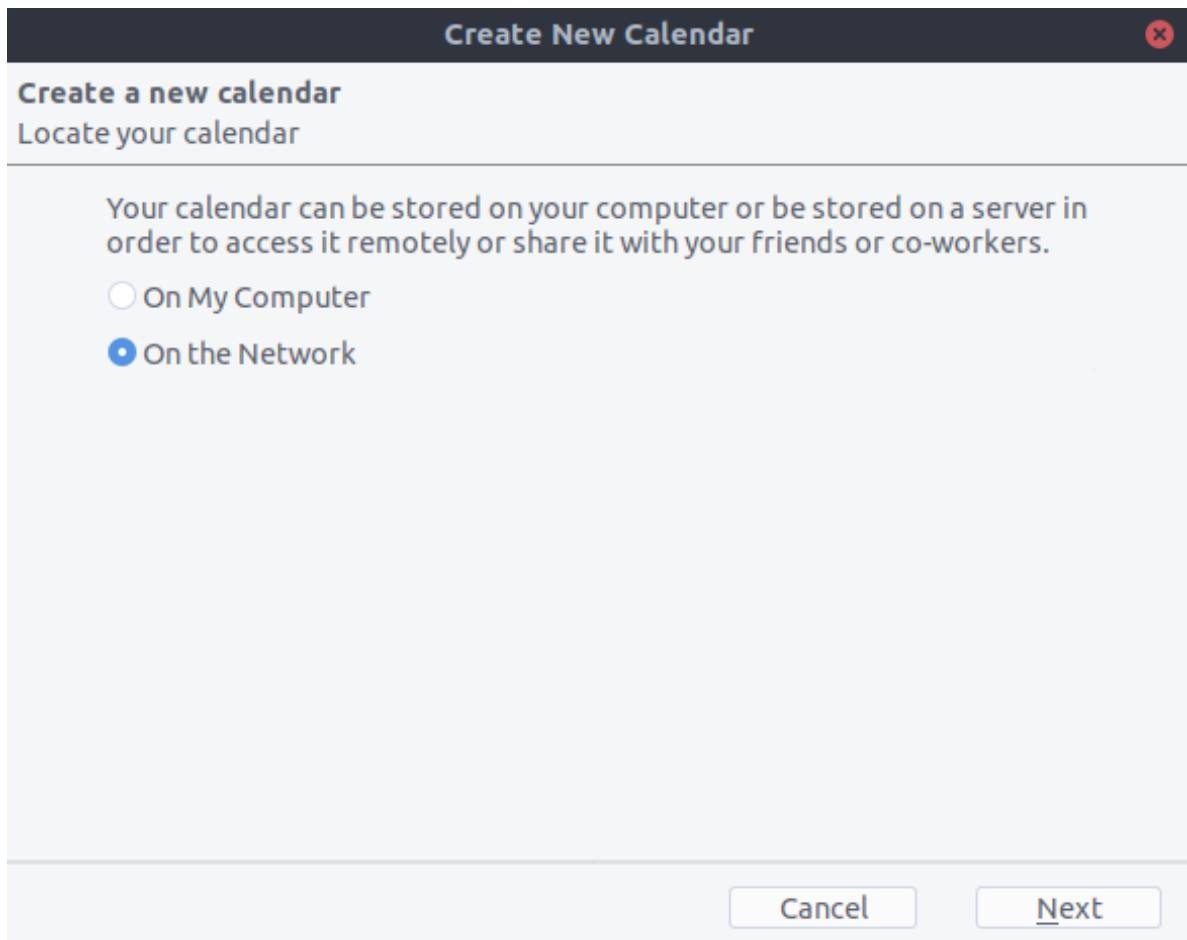 Create New Calendar
Create a new calendar
Locate your calendar
Your calendar can be stored on your computer or be stored on a server in
order to access it remotely or share it with your friends or co-workers.
On My Computer
On the Network
Cancel
Next